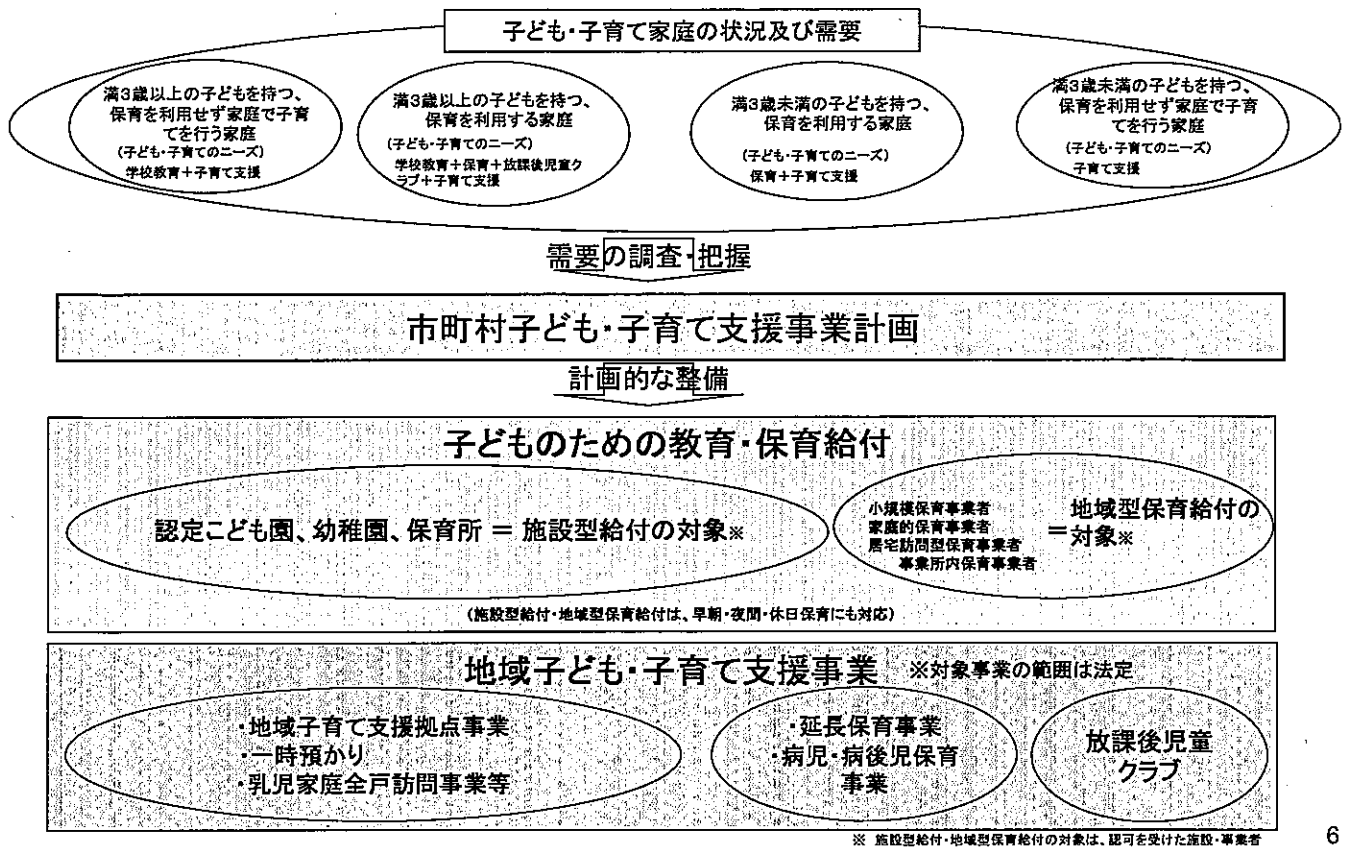 子ども・子育て家庭の状況及び需要
満3歳以上の子どもを持つ、
保育を利用せず家庭で子育
てを行う家庭
(子ども・子育てのニーズ)
学校教育＋子育て支援
満3歳以上の子どもを持つ、
保育を利用する家庭
(子ども・子育てのニーズ)
学校教育＋保育＋放課後児童ク
ラブ＋子育て支援
満3歳未満の子どもを持つ、
保育を利用する家庭
(子ども・子育てのニーズ)
保育＋子育て支援
満3歳未満の子どもを持つ、
保育を利用せず家庭で子育
てを行う家庭
(子ども・子育てのニーズ)
子育て支援
需要の調査・把握
市町村子ども・子育て支援事業計画
計画的な整備
子どものための教育・保育給付
認定こども園、幼稚園、保育所 ＝ 施設型給付の対象※
小規模保育事業者
家庭的保育事業者
居宅訪問型保育事業者
事業所内保育事業者
＝地域型保育給付の
対象※
(施設型給付・地域型保育給付は、早朝・夜間・休日保育にも対応)
地域子ども・子育て支援事業 ※対象事業の範囲は法定
・地域子育て支援拠点事業
・一時預かり
・乳児家庭全戸訪問事業等
・延長保育事業
・病児・病後児保育
事業
放課後児童
クラブ
※ 施設型給付・地域型保育給付の対象は、認可を受けた施設・事業者
6